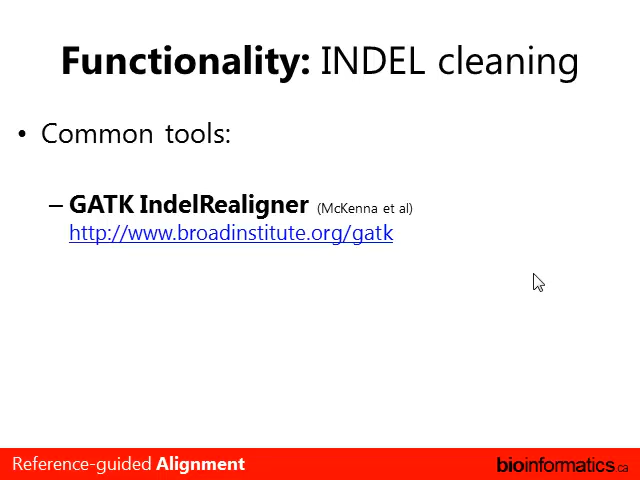 Functionality: INDEL cleaning
• Common tools:
– GATK IndelRealigner (McKenna et al)
http://www.broadinstitute.org/gatk
Reference-guided Alignment
bioinformatics.ca